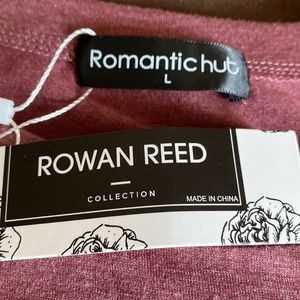 Romantic hut
L
ROWAN REED
COLLECTION
MADE IN CHINA